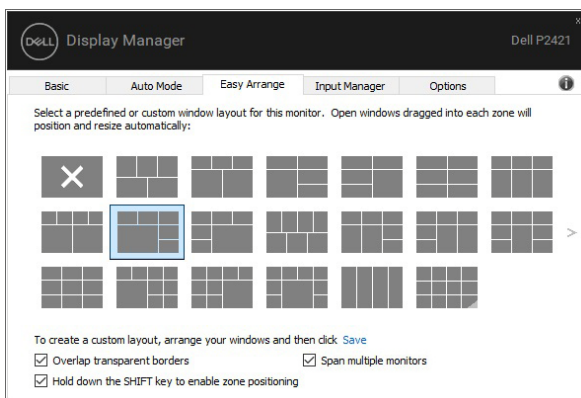 DELL Display Manager
Dell P2421
Basic
Auto Mode
Easy Arrange
Input Manager
Options
Select a predefined or custom window layout for this monitor. Open windows dragged into each zone will
position and resize automatically:
To create a custom layout, arrange your windows and then click Save
Overlap transparent borders
Span multiple monitors
Hold down the SHIFT key to enable zone positioning